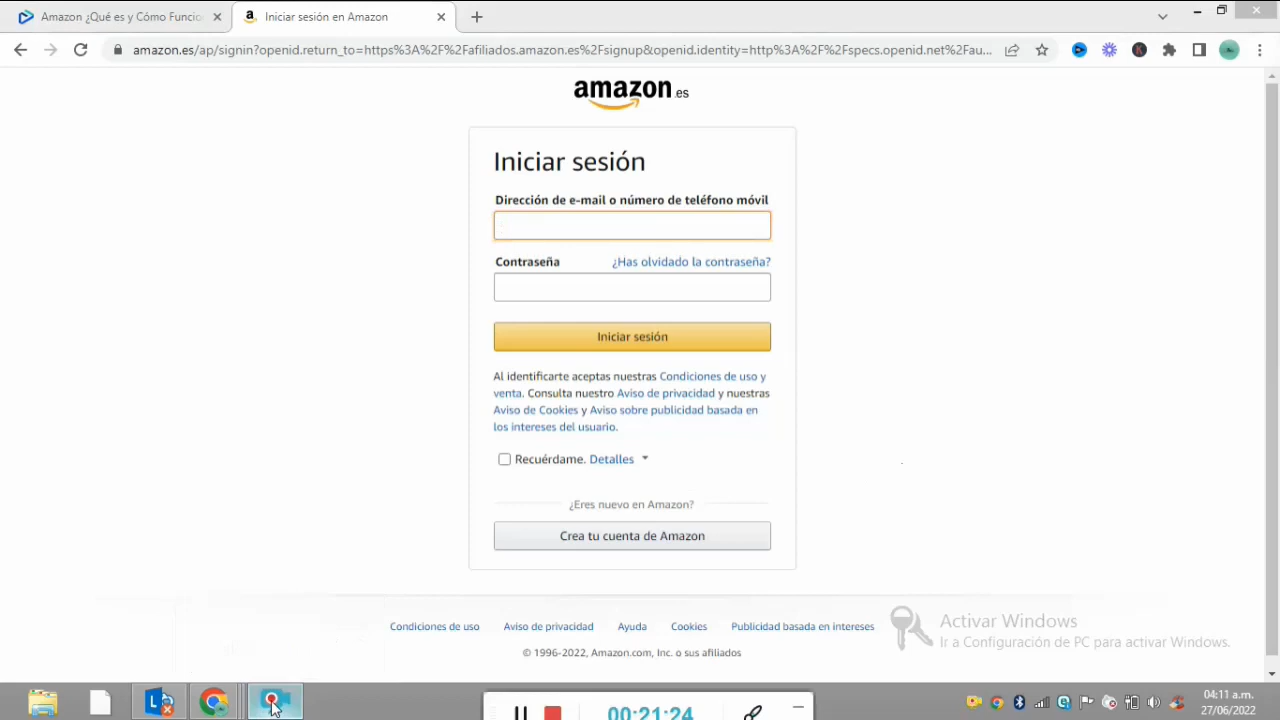 Amazon ¿Qué es y Cómo Funcio
Iniciar sesión en Amazon
amazon.es/ap/signin?openid.return_to=https%3A%2F%2Fafiliados.amazon.es%2Fsignup&openid.identity=http%3A%2F%2Fspecs.openid.net%2Fau...
amazon.es
Iniciar sesión
Dirección de e-mail o número de teléfono móvil
Contraseña ¿Has olvidado la contraseña?
Iniciar sesión
Al identificarte aceptas nuestras Condiciones de uso y
venta. Consulta nuestro Aviso de privacidad y nuestras
Aviso de Cookies y Aviso sobre publicidad basada en
los intereses del usuario.
Recuérdame. Detalles
¿Eres nuevo en Amazon?
Crea tu cuenta de Amazon
Activar Windows
Ir a Configuración de PC para activar Windows.
Condiciones de uso Aviso de privacidad Ayuda Cookies Publicidad basada en intereses
© 1996-2022, Amazon.com, Inc. o sus afiliados
00:21:24
04:11 a.m.
27/06/2022